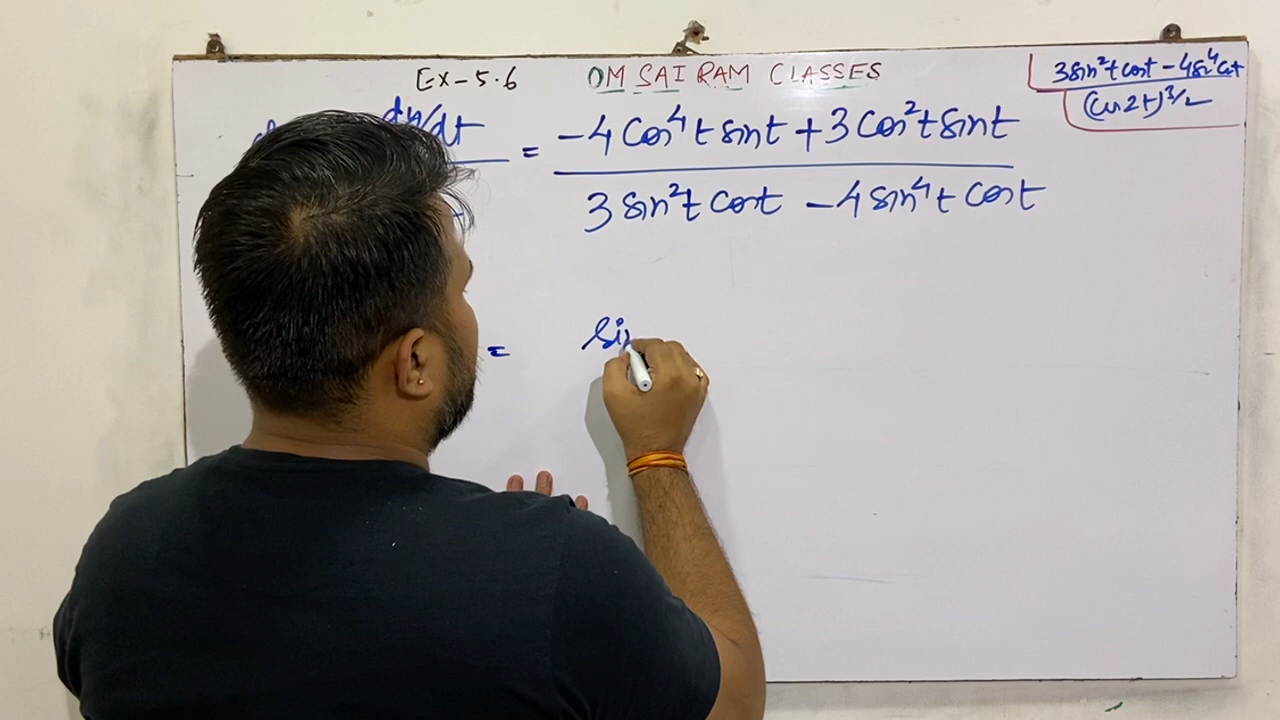 Ex-5.6 OM SAI RAM CLASSES
3sin²t cost - 4sin⁴t cost
(cos2t)^3/2
dy/dt = -4 cos⁴t sint + 3 cos²t sint
3 sin²t cost - 4 sin⁴t cost
= sin